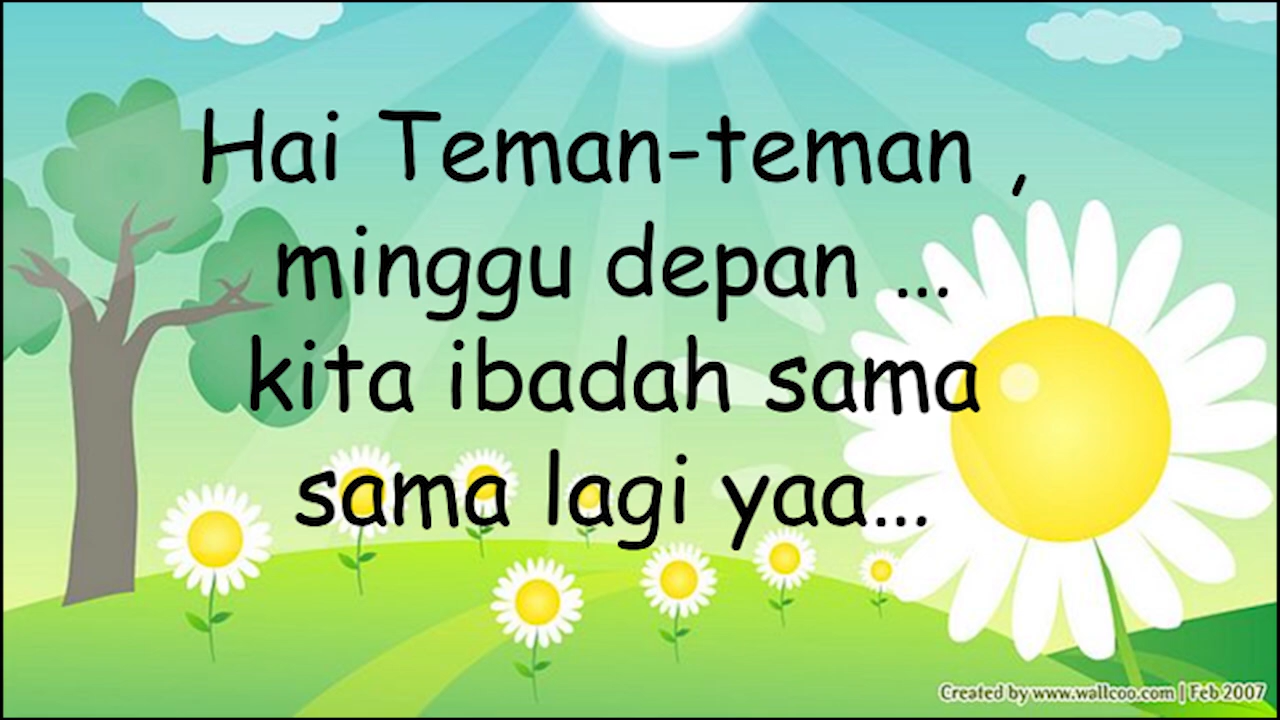 Hai Teman-teman ,
minggu depan ...
kita ibadah sama
sama lagi yaa...
Created by www.wallcoo.com | Feb 2007